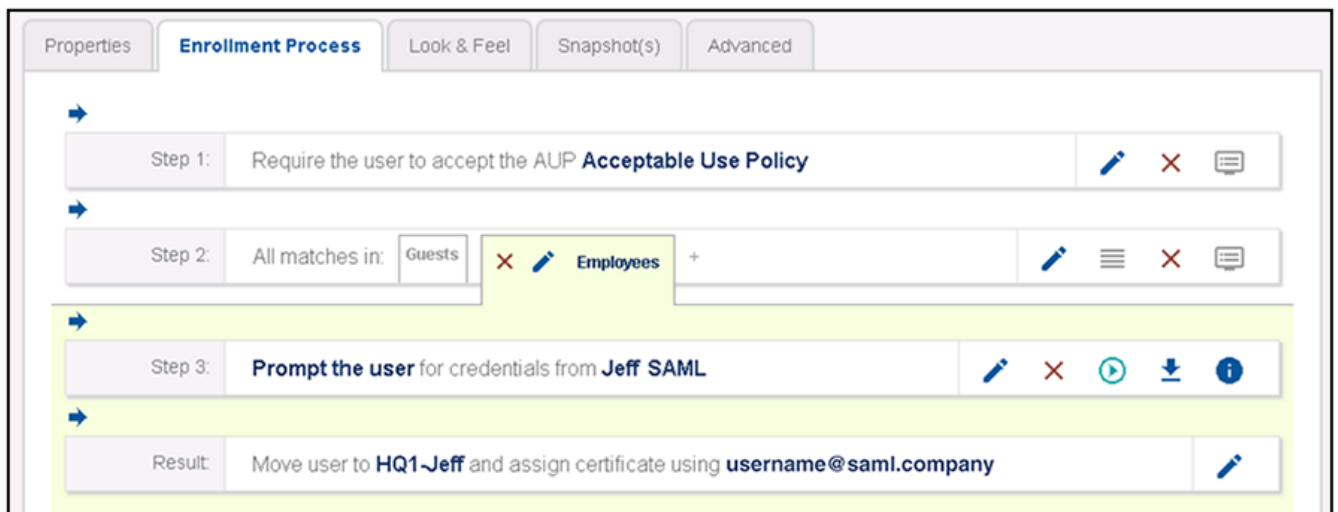 Properties Enrollment Process Look & Feel Snapshot(s) Advanced
Step 1: Require the user to accept the AUP Acceptable Use Policy
Step 2: All matches in: Guests Employees +
Step 3: Prompt the user for credentials from Jeff SAML
Result: Move user to HQ1-Jeff and assign certificate using username@saml.company